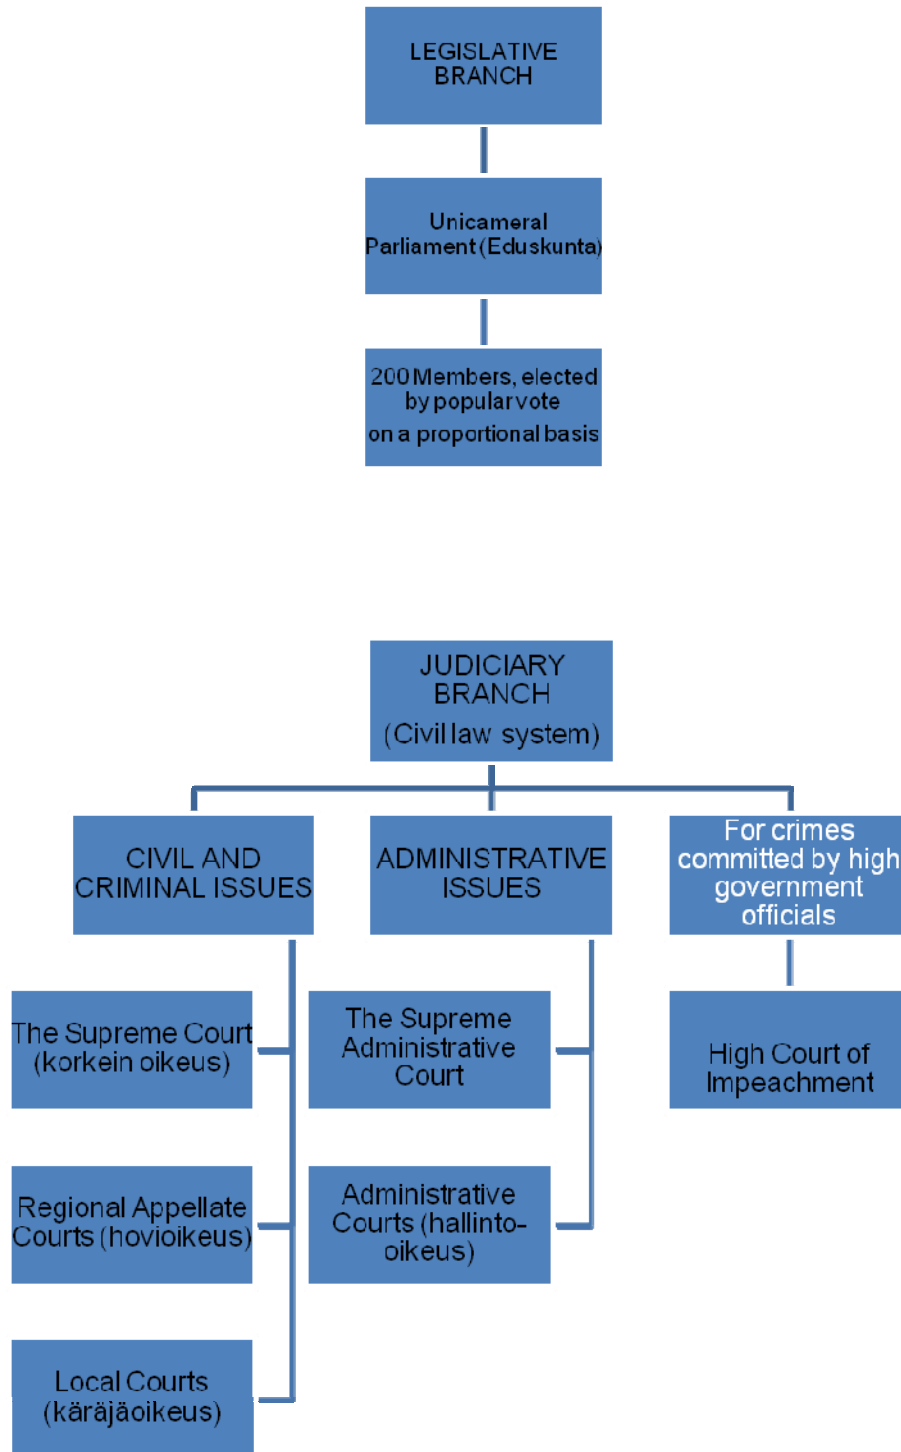 LEGISLATIVE
BRANCH
Unicameral
Parliament (Eduskunta)
200 Members, elected
by popular vote
on a proportional basis
JUDICIARY
BRANCH
(Civil law system)
CIVIL AND
CRIMINAL ISSUES
ADMINISTRATIVE
ISSUES
For crimes
committed by high
government
officials
The Supreme Court
(korkein oikeus)
The Supreme
Administrative
Court
High Court of
Impeachment
Regional Appellate
Courts (hovioikeus)
Administrative
Courts (hallinto-
oikeus)
Local Courts
(käräjäoikeus)